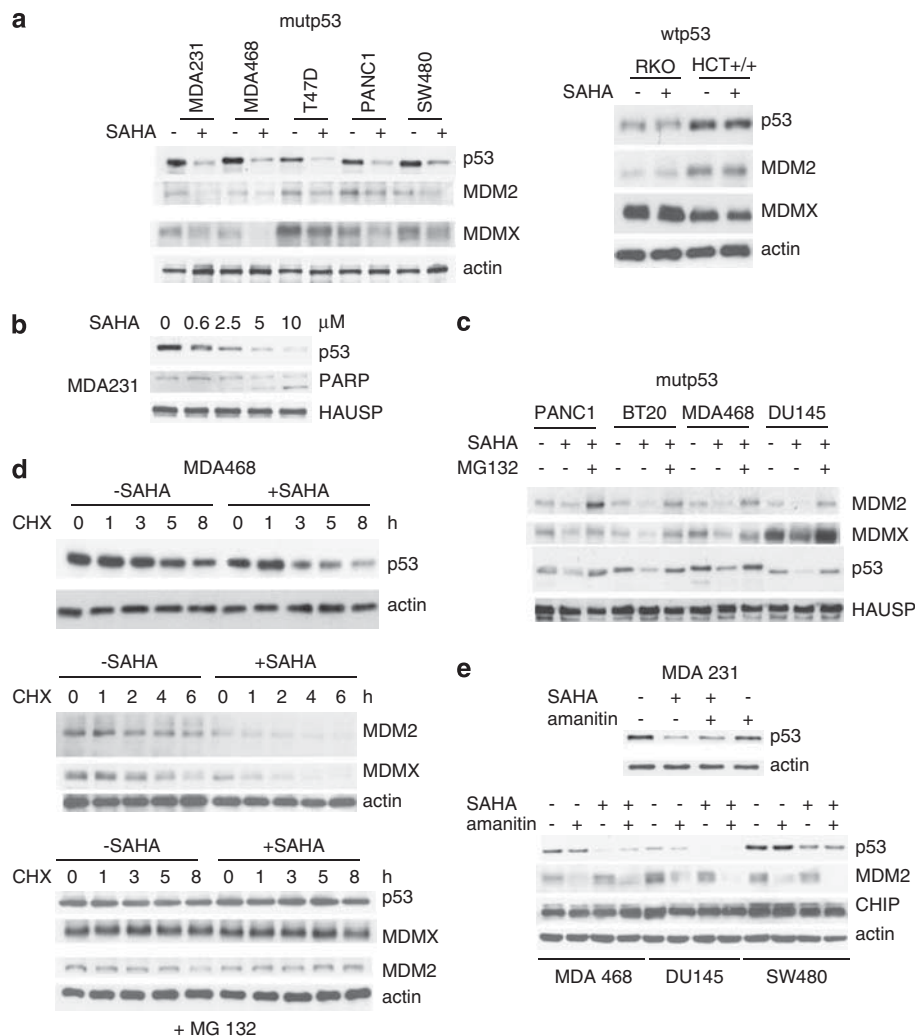 a
mutp53
MDA231 MDA468 T47D PANC1 SW480
SAHA - + - + - + - + - +
p53
MDM2
MDMX
actin
wtp53
RKO HCT+/+
SAHA - + - +
p53
MDM2
MDMX
actin
b
SAHA 0 0.6 2.5 5 10 μM
p53
MDA231 PARP
HAUSP
c
mutp53
PANC1 BT20 MDA468 DU145
SAHA - + + - + + - + + - + +
MG132 - - + - - + - - + - - +
MDM2
MDMX
p53
HAUSP
d
MDA468
-SAHA +SAHA
CHX 0 1 3 5 8 0 1 3 5 8 h
p53
actin
-SAHA +SAHA
CHX 0 1 2 4 6 0 1 2 4 6 h
MDM2
MDMX
actin
-SAHA +SAHA
CHX 0 1 3 5 8 0 1 3 5 8 h
p53
MDMX
MDM2
actin
+ MG 132
e
MDA 231
SAHA - + + -
amanitin - - + +
p53
actin
SAHA - - + + - - + + - - + +
amanitin - + - + - + - + - + - +
p53
MDM2
CHIP
actin
MDA 468 DU145 SW480